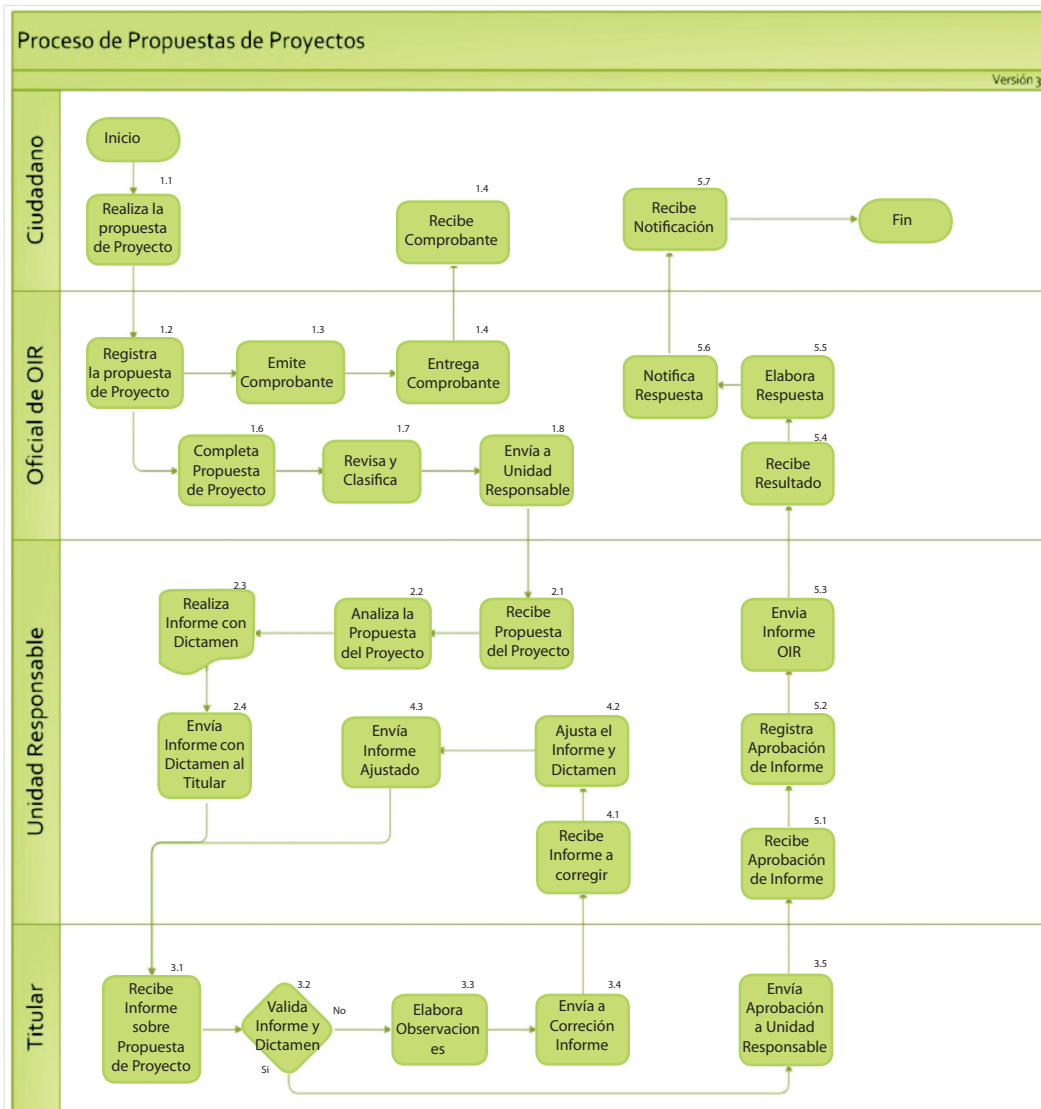 Proceso de Propuestas de Proyectos
Versión 3
Ciudadano
Inicio
1.1
Realiza la
propuesta
de Proyecto
1.4
Recibe
Comprobante
5.7
Recibe
Notificación
Fin
Oficial de OIR
1.2
Registra
la propuesta
de Proyecto
1.3
Emite
Comprobante
1.4
Entrega
Comprobante
5.6
Notifica
Respuesta
5.5
Elabora
Respuesta
1.6
Completa
Propuesta
de Proyecto
1.7
Revisa y
Clasifica
1.8
Envía a
Unidad
Responsable
5.4
Recibe
Resultado
Unidad Responsable
2.3
Realiza
Informe con
Dictamen
2.2
Analiza la
Propuesta
del Proyecto
2.1
Recibe
Propuesta
del Proyecto
5.3
Envia
Informe
OIR
2.4
Envía
Informe con
Dictamen al
Titular
4.3
Envía
Informe
Ajustado
4.2
Ajusta el
Informe y
Dictamen
5.2
Registra
Aprobación
de Informe
4.1
Recibe
Informe a
corregir
5.1
Recibe
Aprobación
de Informe
Titular
3.1
Recibe
Informe
sobre
Propuesta
de Proyecto
3.2
Valida
Informe y
Dictamen
No
Si
3.3
Elabora
Observacion
es
3.4
Envía a
Correción
Informe
3.5
Envía
Aprobación
a Unidad
Responsable